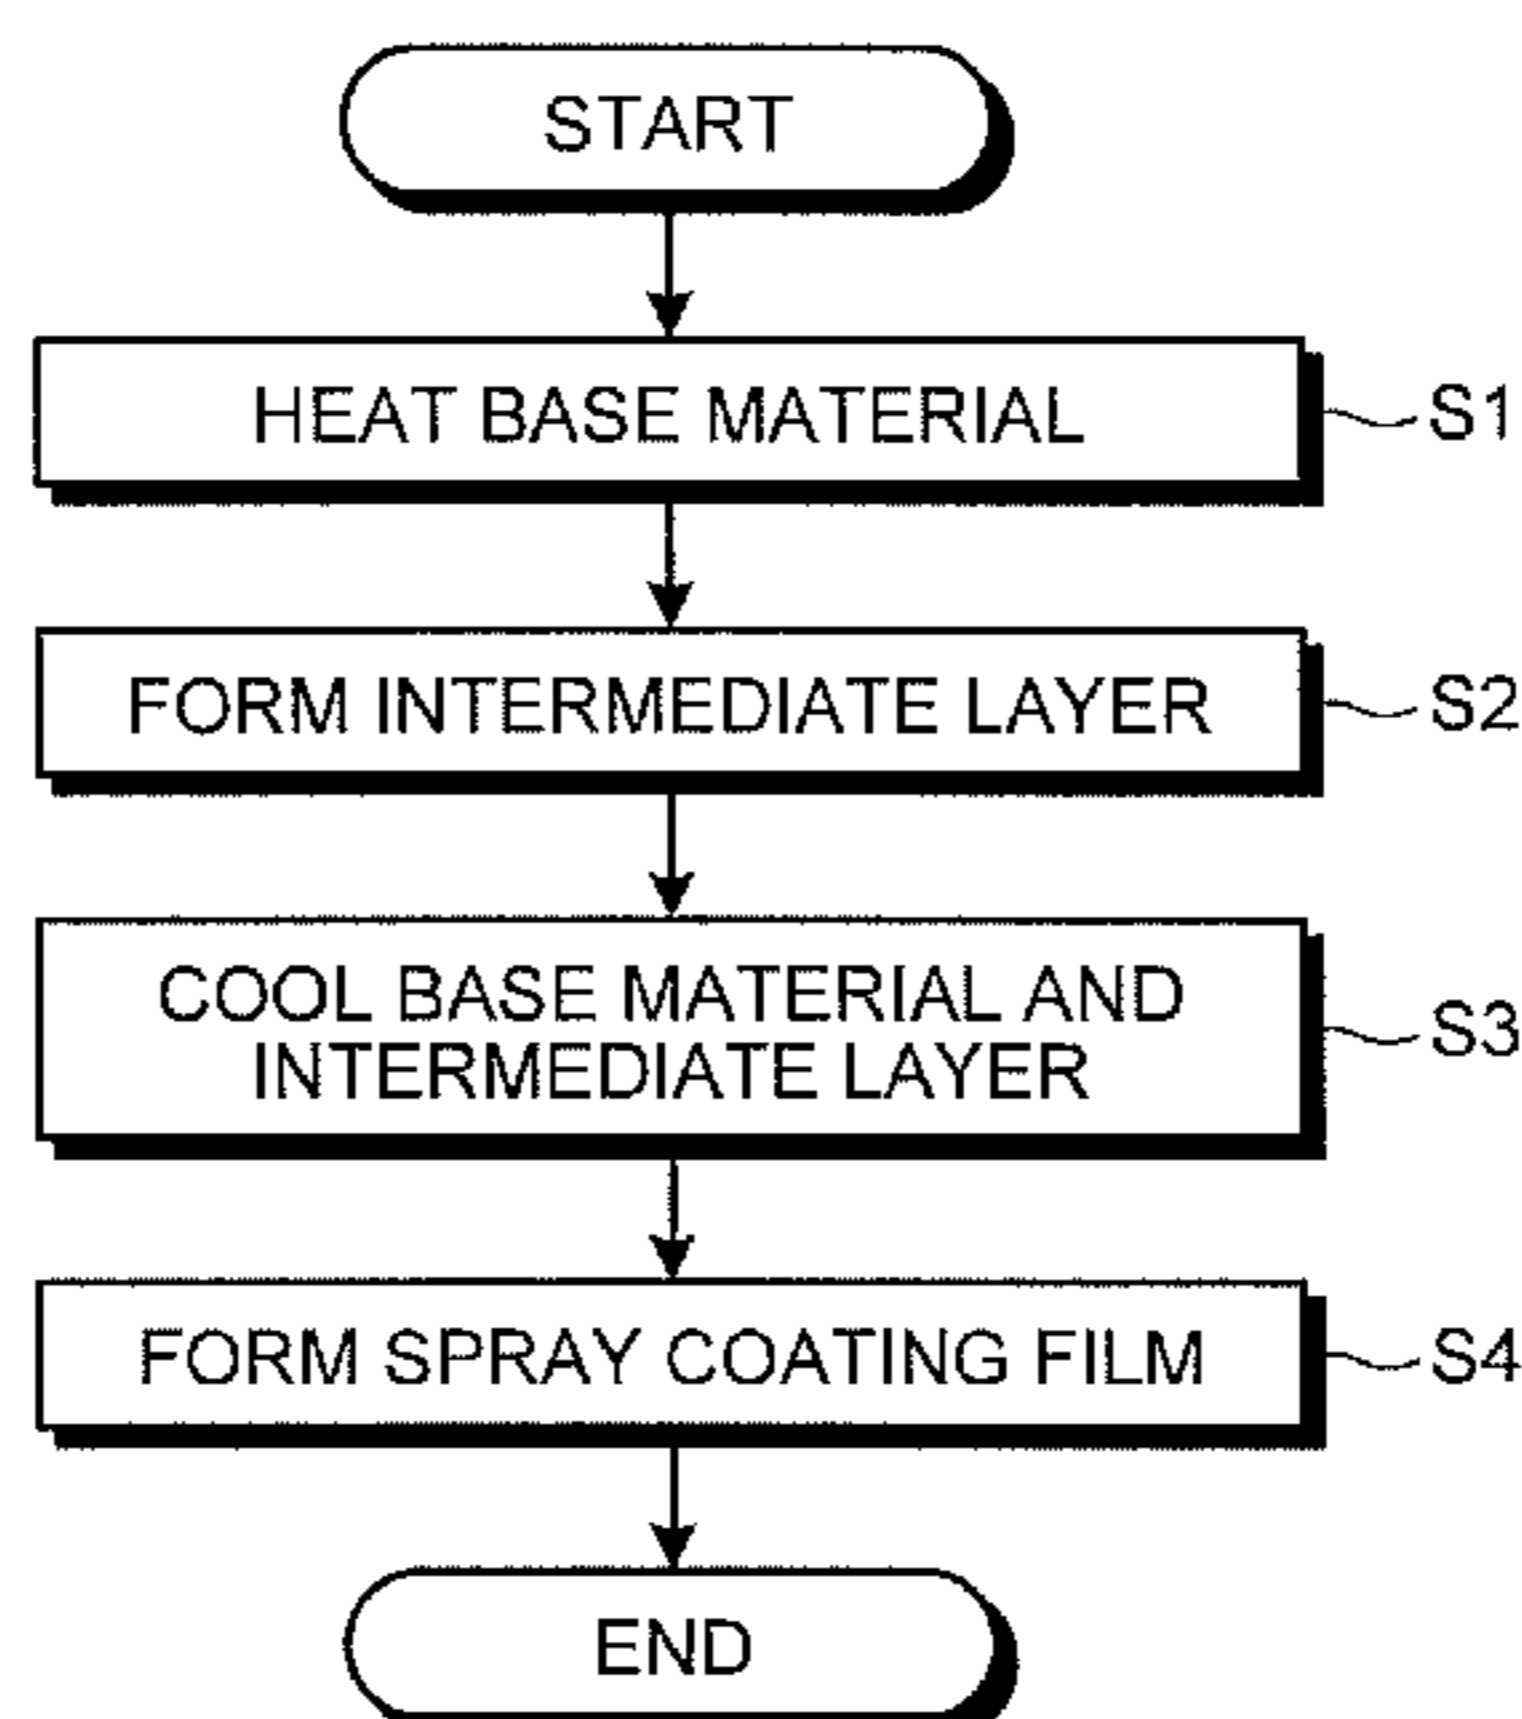 START
HEAT BASE MATERIAL
S1
FORM INTERMEDIATE LAYER
S2
COOL BASE MATERIAL AND
INTERMEDIATE LAYER
S3
FORM SPRAY COATING FILM
S4
END